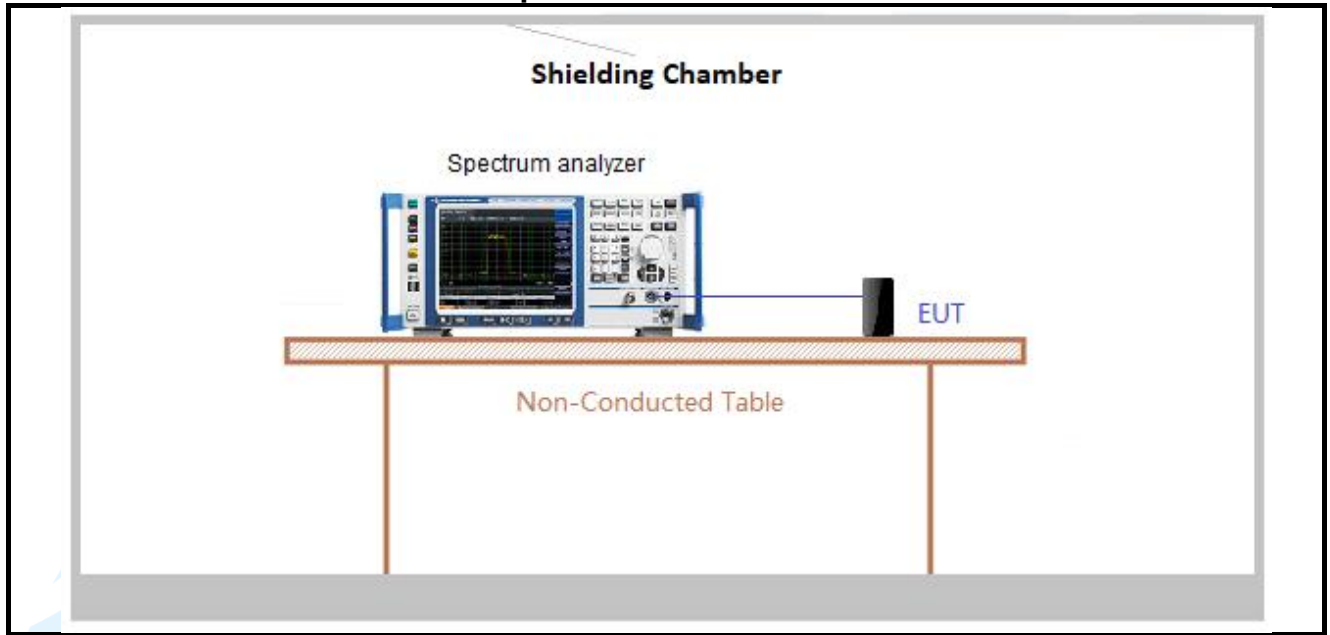 Shielding Chamber
Spectrum analyzer
EUT
Non-Conducted Table